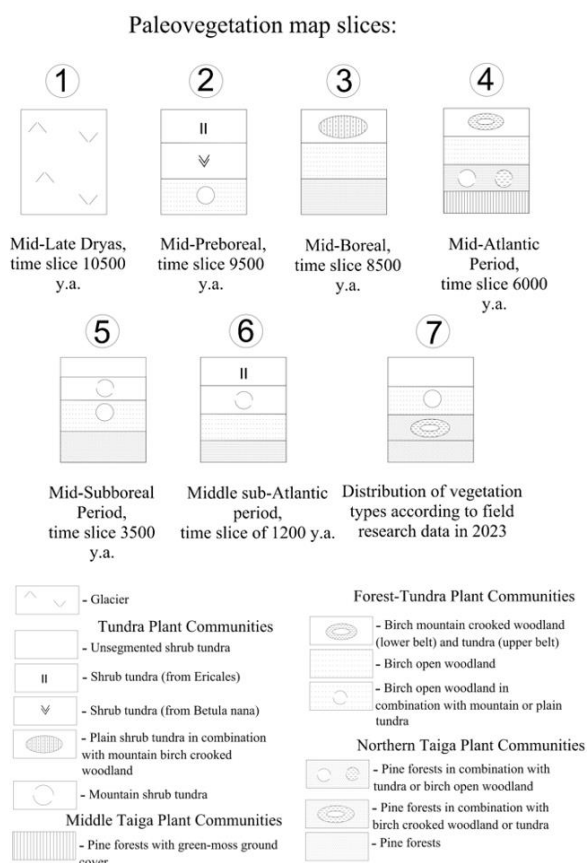 Paleovegetation map slices:
1
2
3
4
Mid-Late Dryas,
time slice 10500
y.a.
Mid-Preboreal,
time slice 9500
y.a.
Mid-Boreal,
time slice 8500
y.a.
Mid-Atlantic
Period,
time slice 6000
y.a.
5
6
7
Mid-Subboreal
Period,
time slice 3500
y.a.
Middle sub-Atlantic
period,
time slice of 1200 y.a.
Distribution of vegetation
types according to field
research data in 2023
- Glacier
Tundra Plant Communities
- Unsegmented shrub tundra
- Shrub tundra (from Ericales)
- Shrub tundra (from Betula nana)
- Plain shrub tundra in combination
with mountain birch crooked
woodland
- Mountain shrub tundra
Middle Taiga Plant Communities
- Pine forests with green-moss ground
cover
Forest-Tundra Plant Communities
- Birch mountain crooked woodland
(lower belt) and tundra (upper belt)
- Birch open woodland
- Birch open woodland in
combination with mountain or plain
tundra
Northern Taiga Plant Communities
- Pine forests in combination with
tundra or birch open woodland
- Pine forests in combination with
birch crooked woodland or tundra
- Pine forests